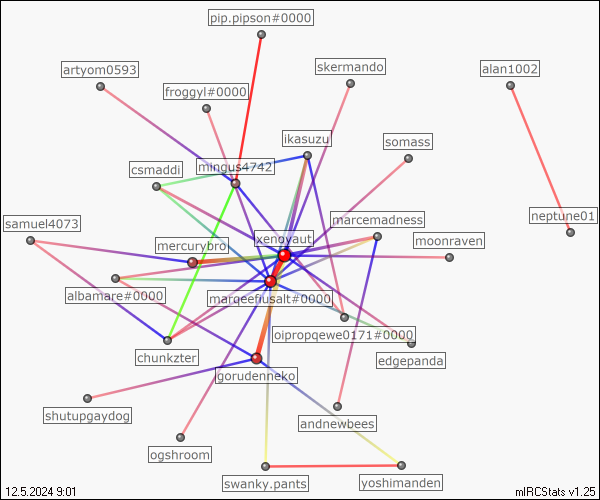 pip.pipson#0000
artyom0593
skermando
alan1002
froggyl#0000
ikasuzu
somass
mingus4742
csmaddi
samuel4073
marcemadness
neptune01
xenoyaut
mercurybro
moonraven
albamare#0000
marqeefiusalt#0000
oipropqewe0171#0000
chunkzter
edgepanda
gorudenneko
shutupgaydog
andnewbees
ogshroom
swanky.pants
yoshimanden
12.5.2024 9:01
mIRCStats v1.25